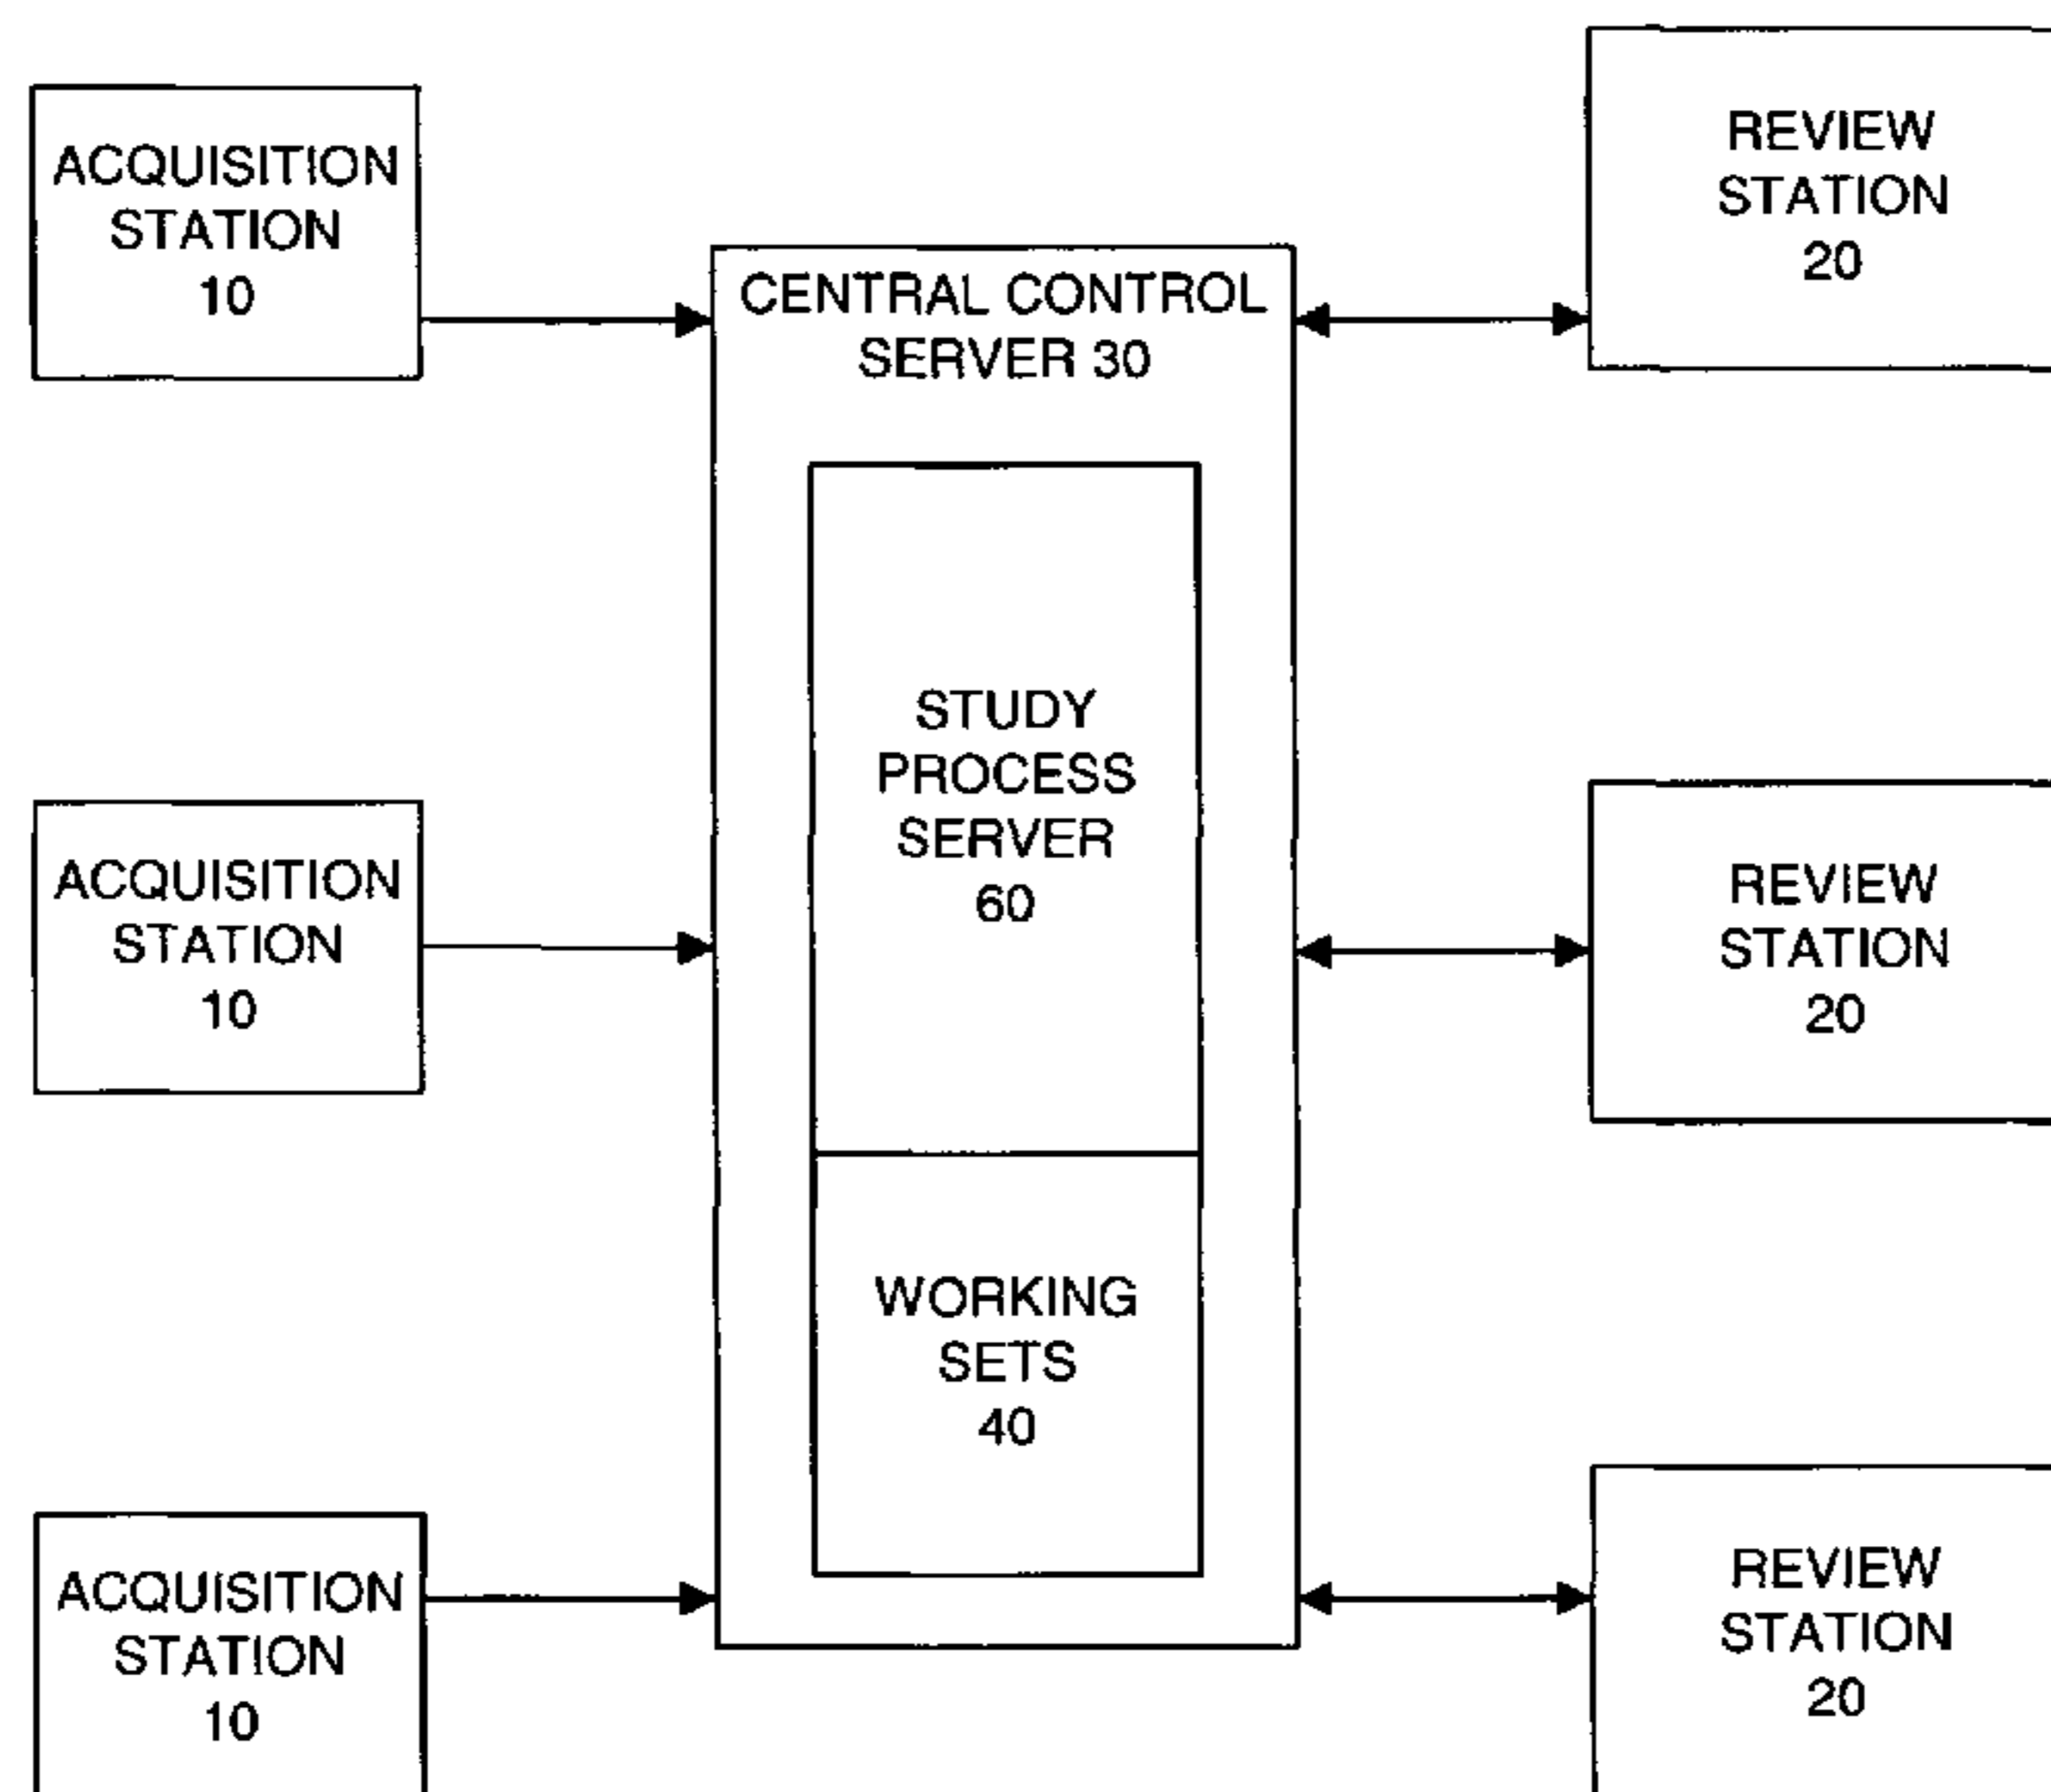 ACQUISITION
STATION
10
ACQUISITION
STATION
10
ACQUISITION
STATION
10
CENTRAL CONTROL
SERVER 30
STUDY
PROCESS
SERVER
60
WORKING
SETS
40
REVIEW
STATION
20
REVIEW
STATION
20
REVIEW
STATION
20